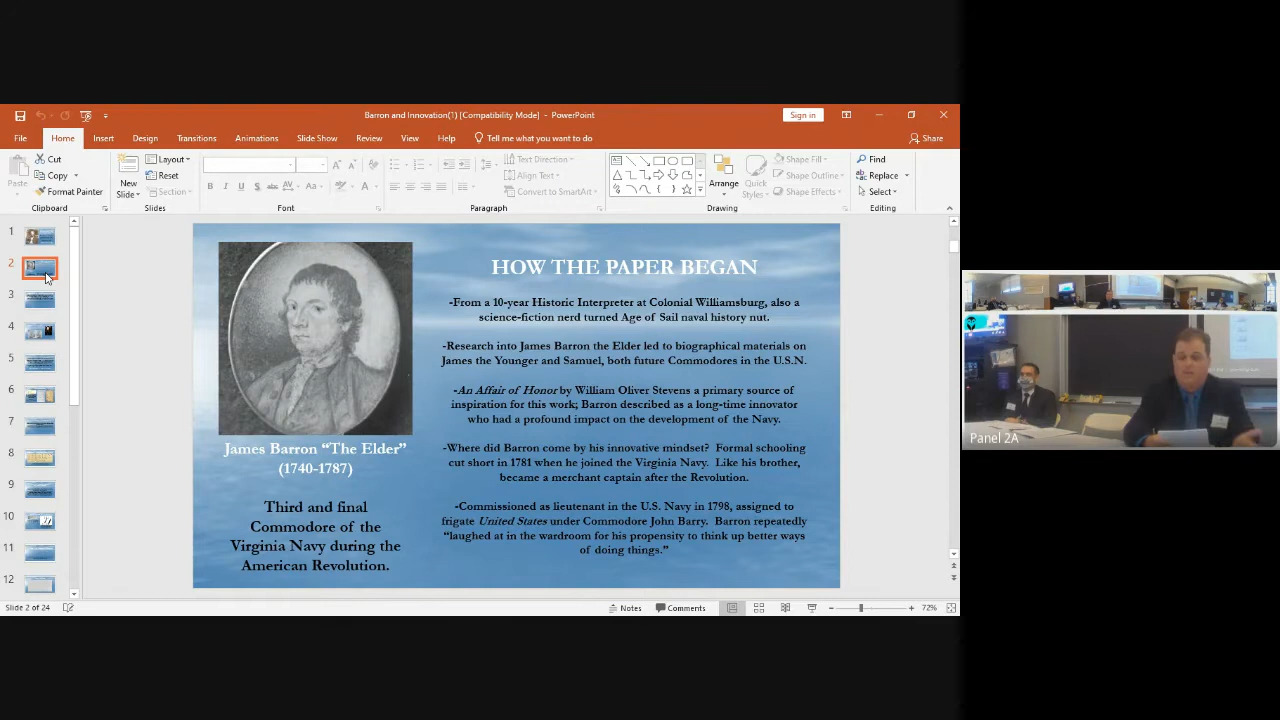 Barron and Innovation(1) [Compatibility Mode] - PowerPoint
Sign in
File Home Insert Design Transitions Animations Slide Show Review View Help Tell me what you want to do
Share
Paste
Cut
Copy
Format Painter
Clipboard
New Slide
Layout
Reset
Section
Slides
B I U S abc AV Aa A
Font
Text Direction
Align Text
Convert to SmartArt
Paragraph
Arrange
Quick Styles
Shape Fill
Shape Outline
Shape Effects
Drawing
Find
Replace
Select
Editing
1
2
3
4
5
6
7
8
9
10
11
12
HOW THE PAPER BEGAN
-From a 10-year Historic Interpreter at Colonial Williamsburg, also a
science-fiction nerd turned Age of Sail naval history nut.
-Research into James Barron the Elder led to biographical materials on
James the Younger and Samuel, both future Commodores in the U.S.N.
-An Affair of Honor by William Oliver Stevens a primary source of
inspiration for this work; Barron described as a long-time innovator
who had a profound impact on the development of the Navy.
-Where did Barron come by his innovative mindset? Formal schooling
cut short in 1781 when he joined the Virginia Navy. Like his brother,
became a merchant captain after the Revolution.
-Commissioned as lieutenant in the U.S. Navy in 1798, assigned to
frigate United States under Commodore John Barry. Barron repeatedly
“laughed at in the wardroom for his propensity to think up better ways
of doing things.”
James Barron “The Elder”
(1740-1787)
Third and final
Commodore of the
Virginia Navy during the
American Revolution.
Panel 2A
Slide 2 of 24
Notes
Comments
72%